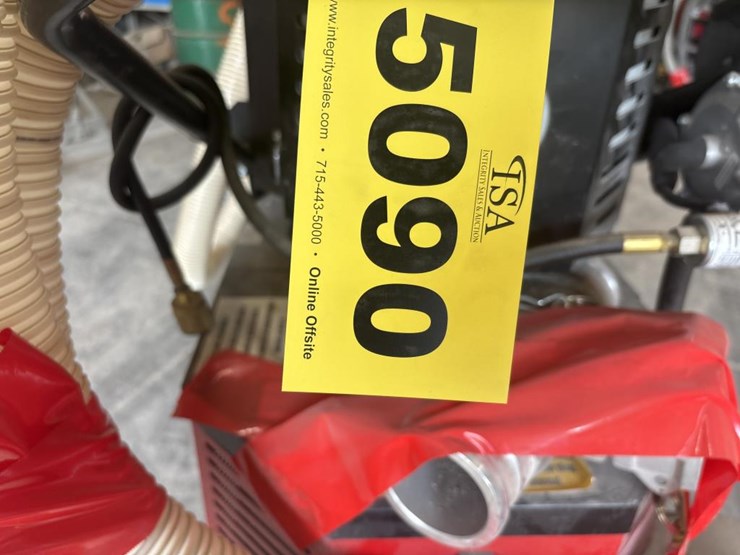 ISA
INTEGRITY SALES & AUCTION
5090
www.integritysales.com • 715-443-5000 • Online Offsite